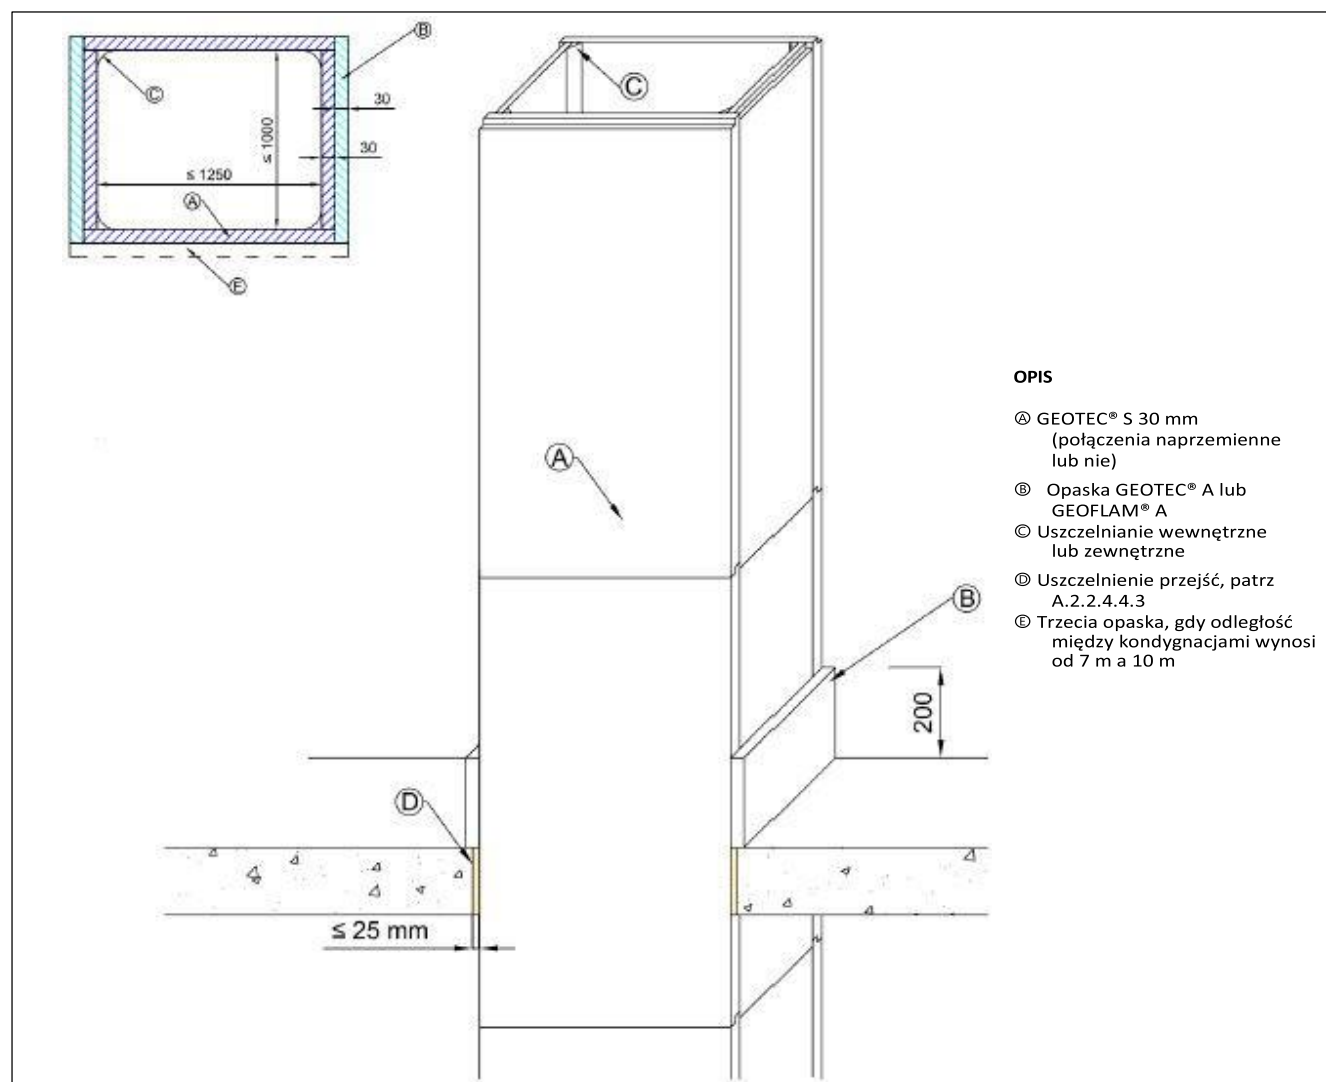 B
C
30
≤ 1000
30
≤ 1250
A
E
C
A
B
200
D
≤ 25 mm
OPIS
Ⓐ GEOTEC® S 30 mm
(połączenia naprzemienne
lub nie)
Ⓑ Opaska GEOTEC® A lub
GEOFLAM® A
Ⓒ Uszczelnianie wewnętrzne
lub zewnętrzne
Ⓓ Uszczelnienie przejść, patrz
A.2.2.4.4.3
Ⓔ Trzecia opaska, gdy odległość
między kondygnacjami wynosi
od 7 m a 10 m